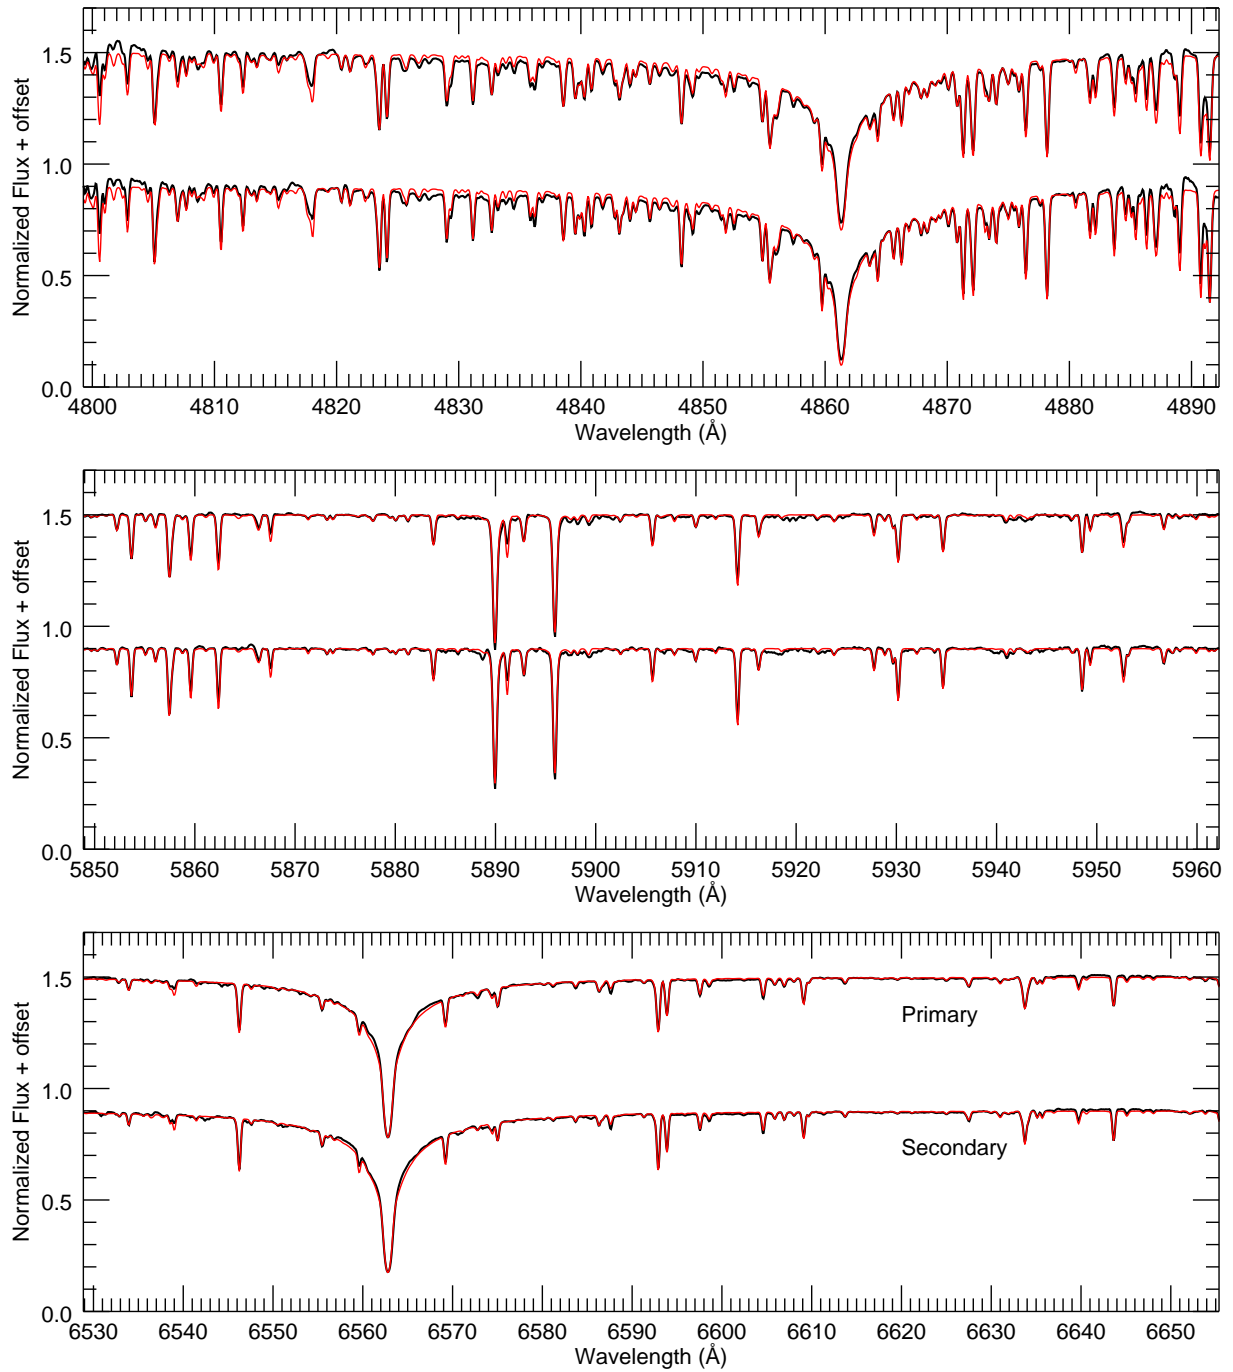 Normalized Flux + offset
1.5
1.0
0.5
0.0
4800 4810 4820 4830 4840 4850 4860 4870 4880 4890
Wavelength (Å)
Normalized Flux + offset
1.5
1.0
0.5
0.0
5850 5860 5870 5880 5890 5900 5910 5920 5930 5940 5950 5960
Wavelength (Å)
Normalized Flux + offset
1.5
1.0
0.5
0.0
Primary
Secondary
6530 6540 6550 6560 6570 6580 6590 6600 6610 6620 6630 6640 6650
Wavelength (Å)